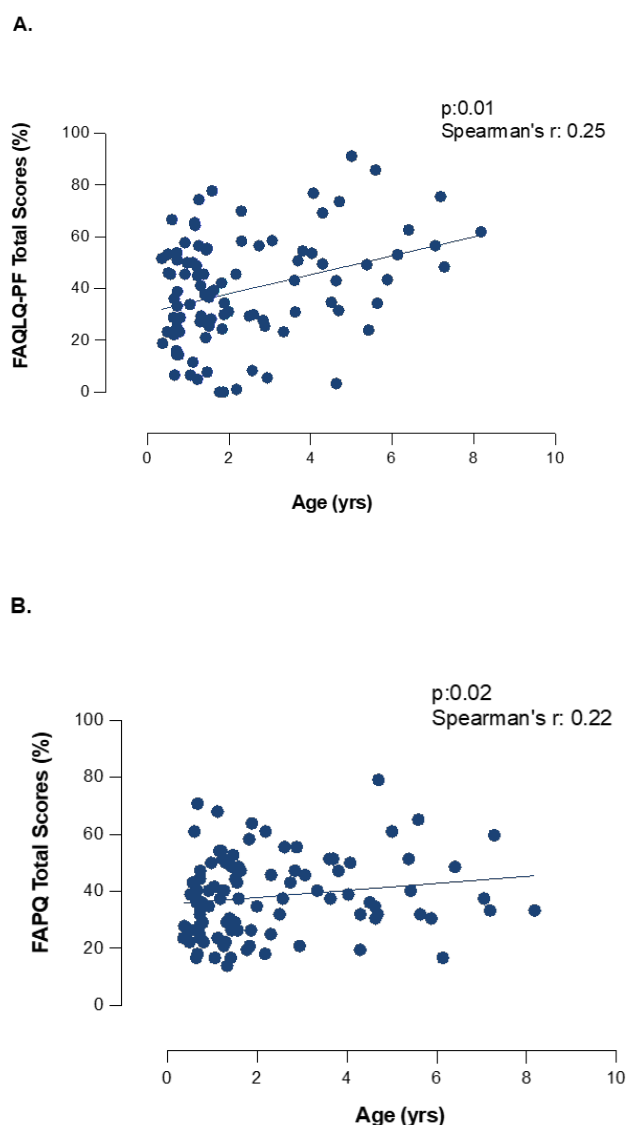 A.
p:0.01
Spearman's r: 0.25
FAQLQ-PF Total Scores (%)
100
80
60
40
20
0
0 2 4 6 8 10
Age (yrs)
B.
p:0.02
Spearman's r: 0.22
FAPQ Total Scores (%)
100
80
60
40
20
0
0 2 4 6 8 10
Age (yrs)